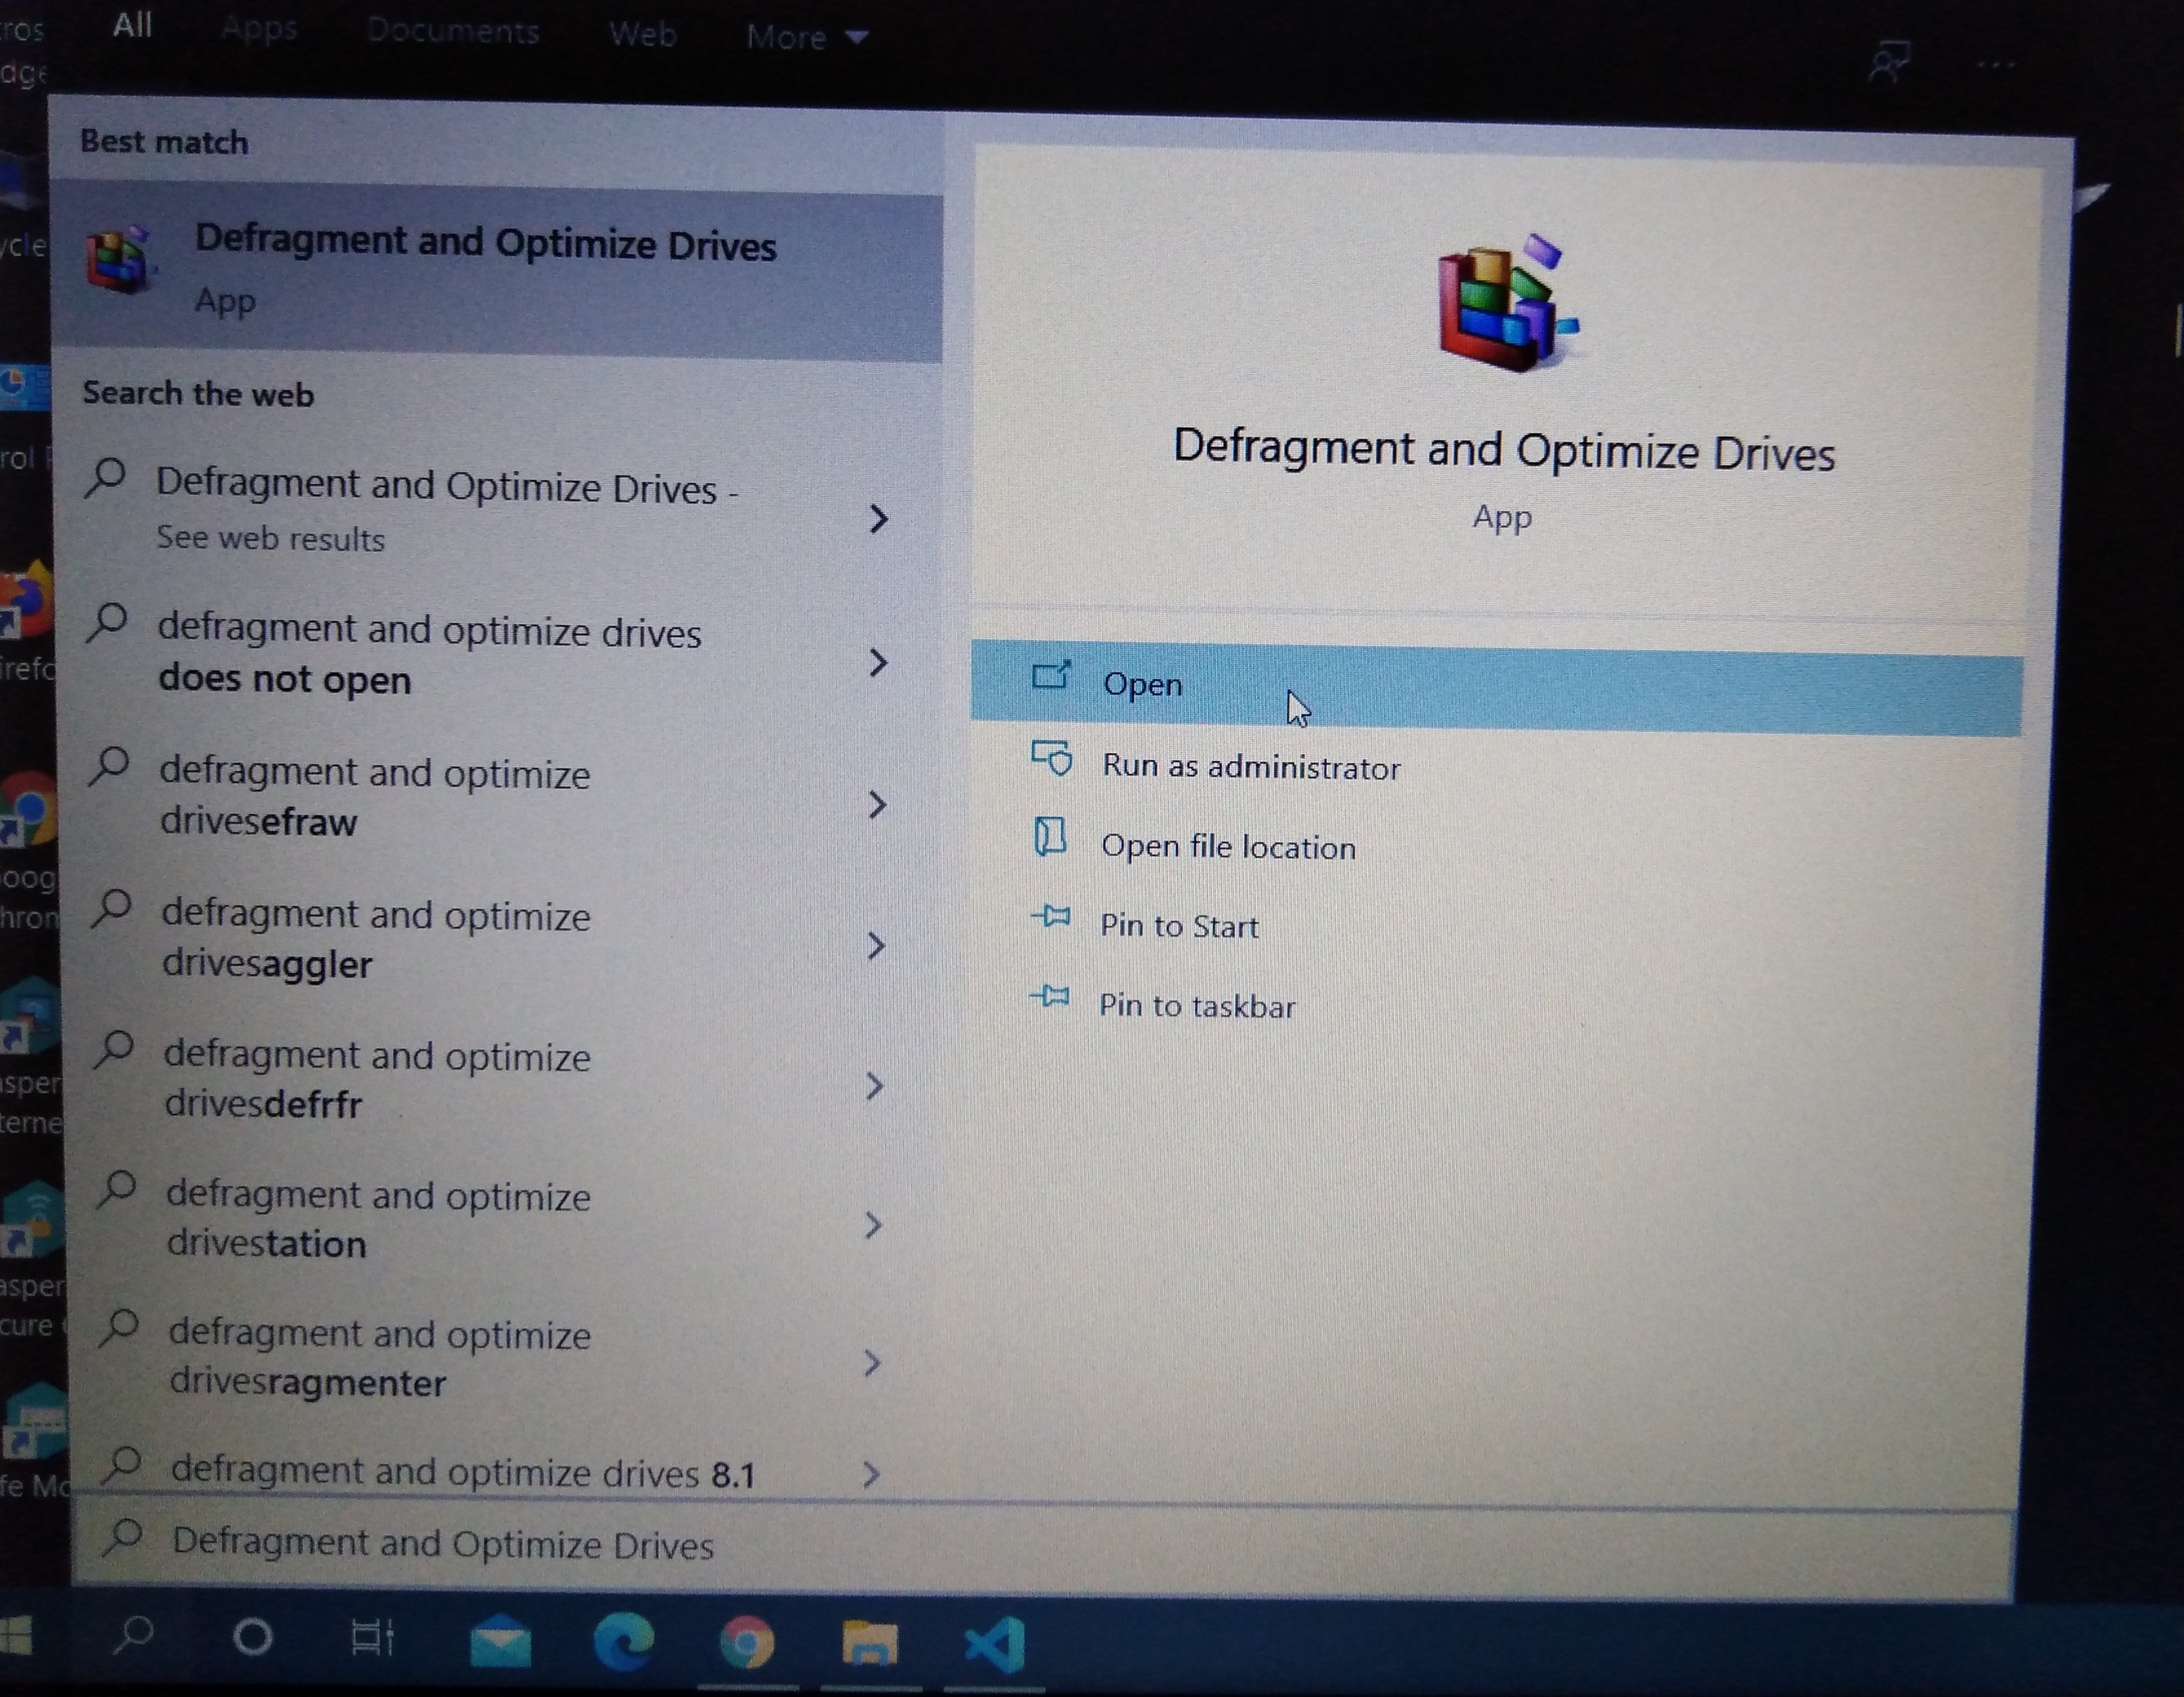 All Apps Documents Web More
Best match
Defragment and Optimize Drives
App
Search the web
Defragment and Optimize Drives -
See web results
defragment and optimize drives
does not open
defragment and optimize
drivesefraw
defragment and optimize
drivesaggler
defragment and optimize
drivesdefrfr
defragment and optimize
drivestation
defragment and optimize
drivesragmenter
defragment and optimize drives 8.1
Defragment and Optimize Drives
Defragment and Optimize Drives
App
Open
Run as administrator
Open file location
Pin to Start
Pin to taskbar